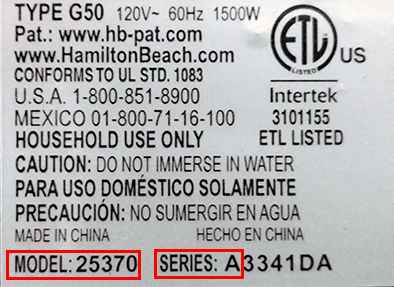 TYPE G50 120V~ 60Hz 1500W
Pat.: www.hb-pat.com
www.HamiltonBeach.com
CONFORMS TO UL STD. 1083
U.S.A. 1-800-851-8900
MEXICO 01-800-71-16-100
HOUSEHOLD USE ONLY
CAUTION: DO NOT IMMERSE IN WATER
PARA USO DOMÉSTICO SOLAMENTE
PRECAUCIÓN: NO SUMERGIR EN AGUA
MADE IN CHINA HECHO EN CHINA
MODEL: 25370 SERIES: A3341DA
ETL
LISTED
US
Intertek
3101155
ETL LISTED